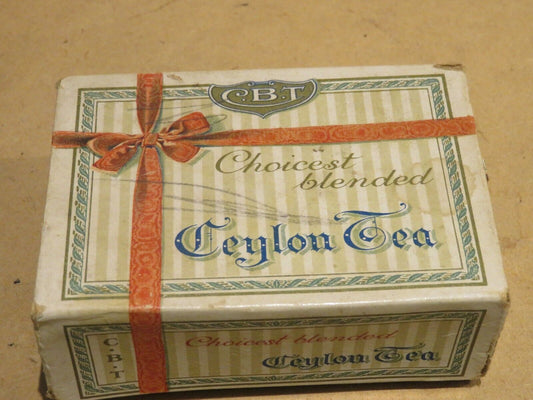 C.B.T
Choicest
blended
Ceylon Tea
C.B.T
Choicest blended
Ceylon Tea